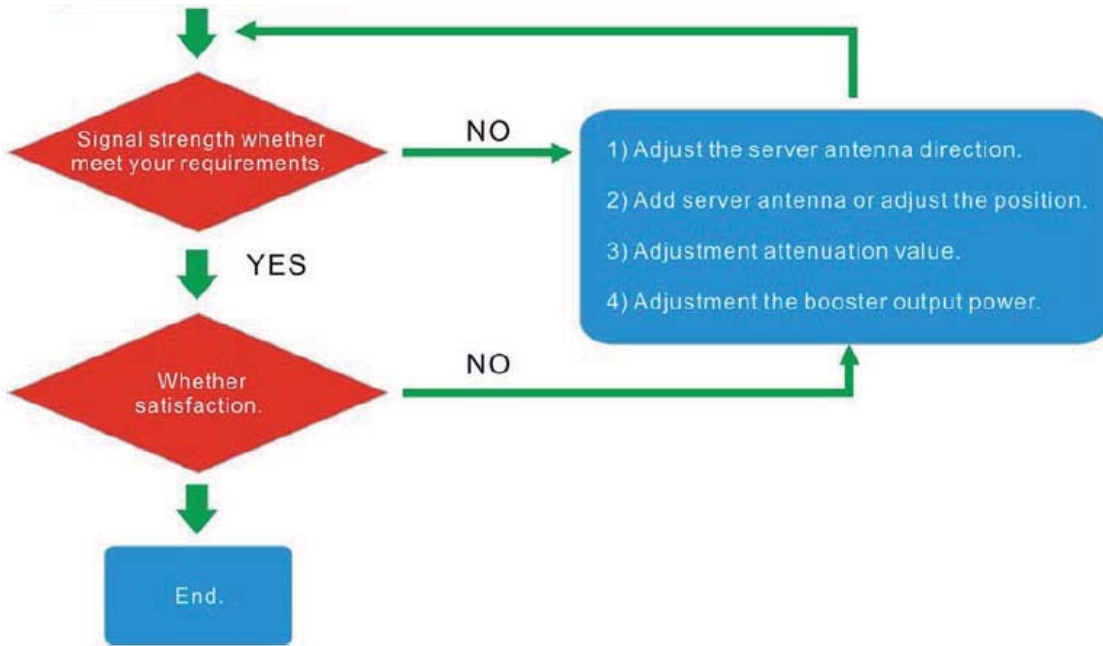 Signal strength whether
meet your requirements.
NO
1) Adjust the server antenna direction.
2) Add server antenna or adjust the position.
3) Adjustment attenuation value.
4) Adjustment the booster output power.
YES
Whether
satisfaction.
NO
End.